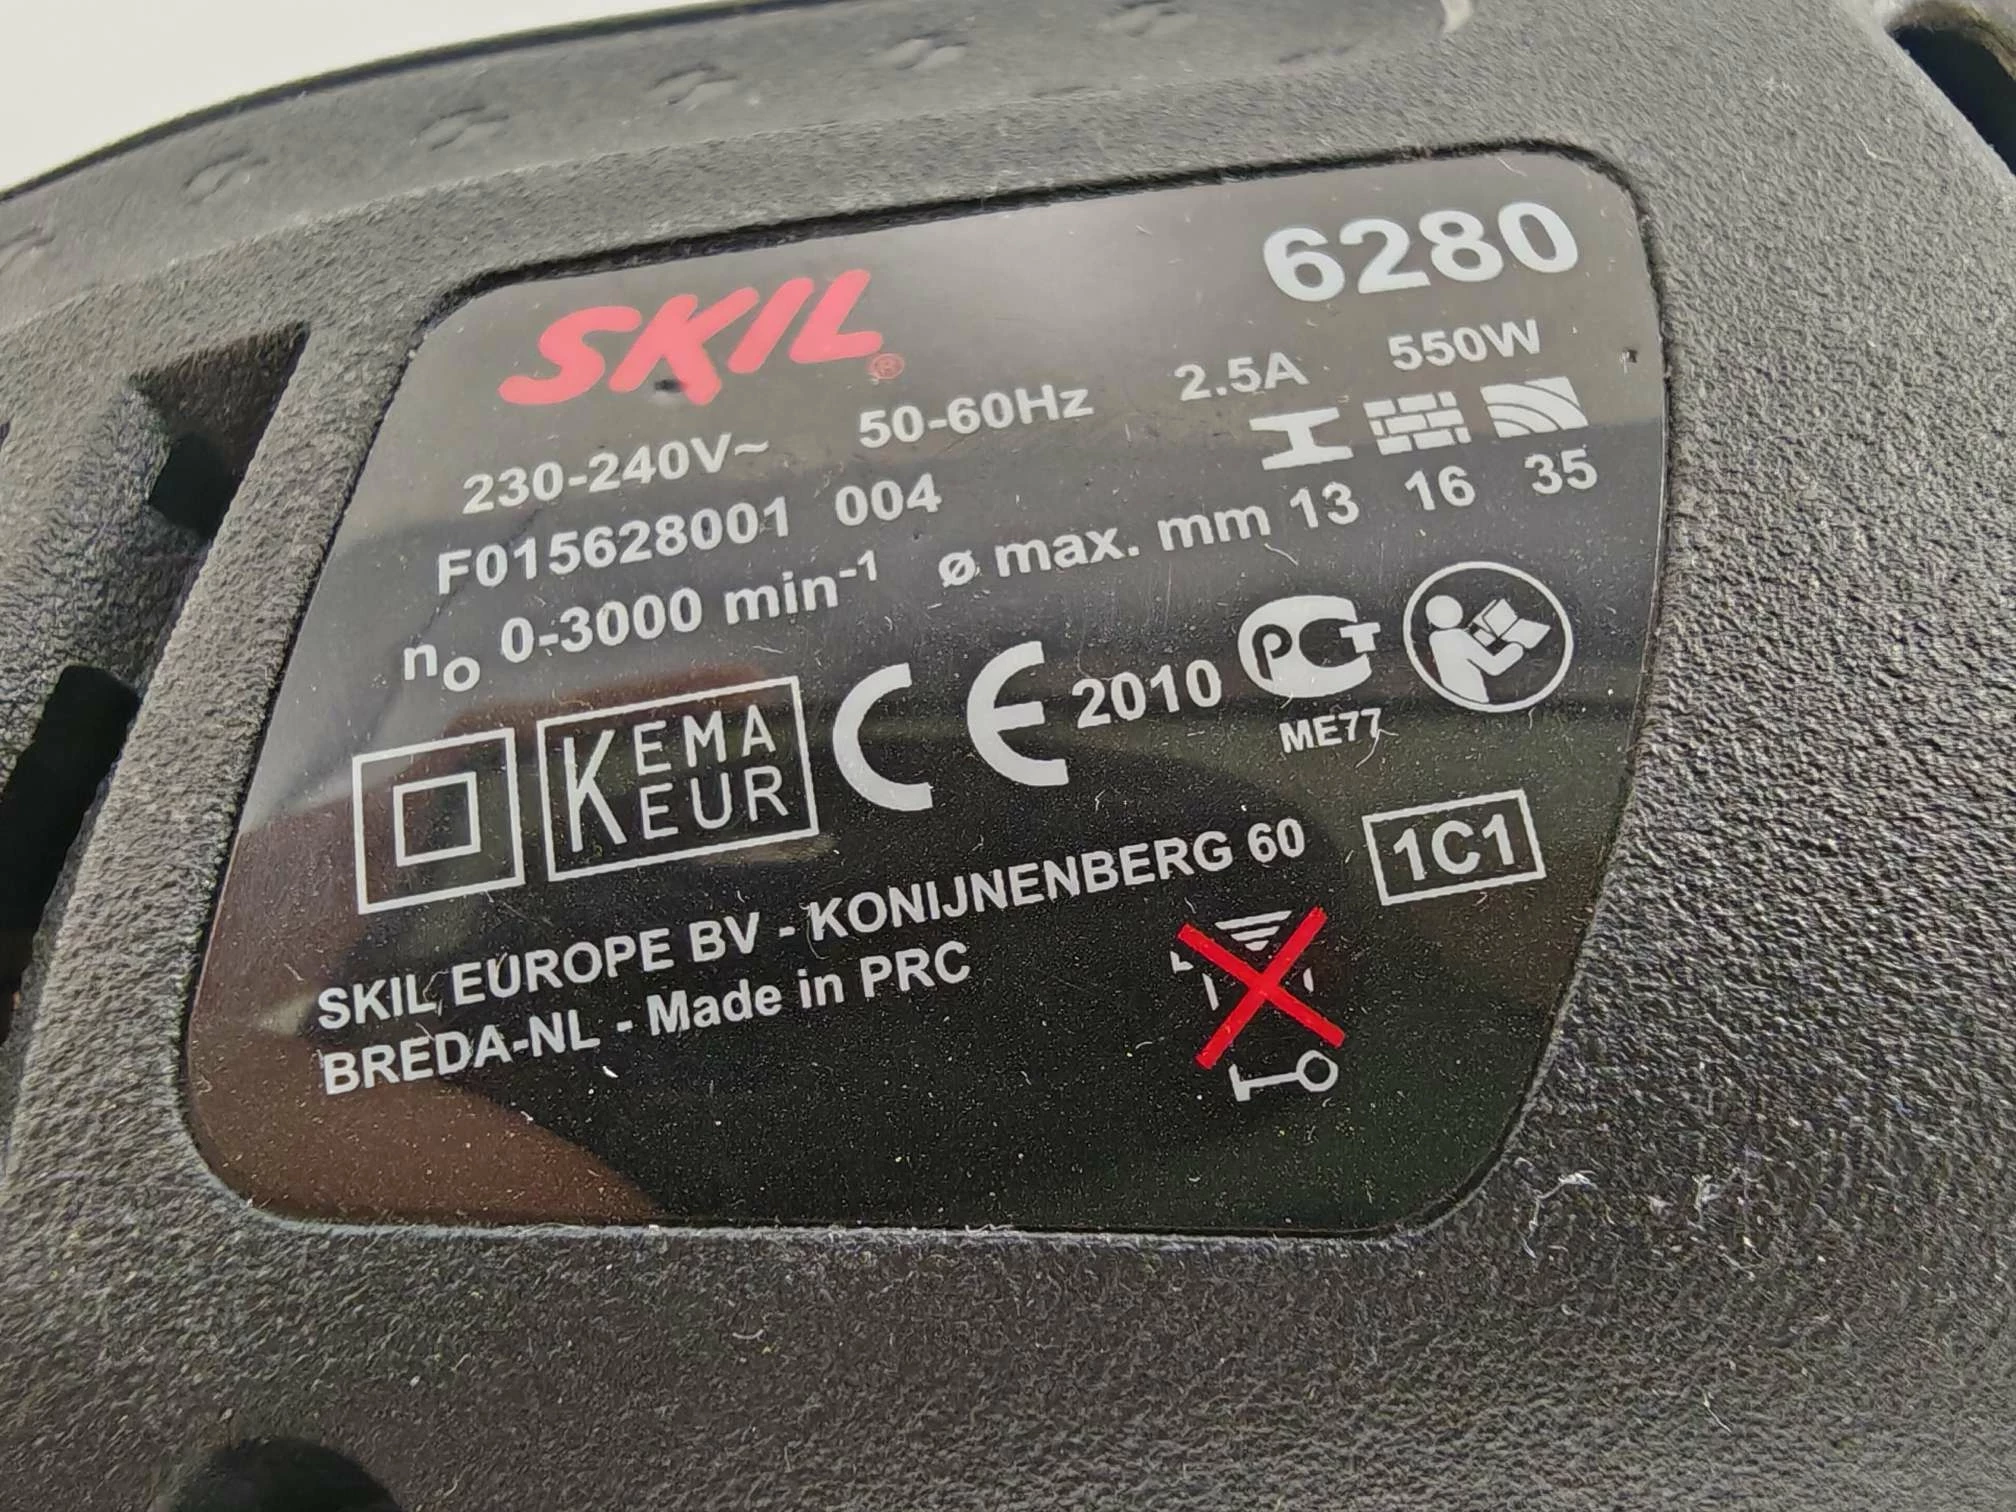 SKIL®
6280
230-240V~ 50-60Hz 2.5A 550W
F015628001 004
n₀ 0-3000 min⁻¹ ø max. mm 13 16 35
KEMA
KEUR
CE 2010 PCT
ME77
1C1
SKIL EUROPE BV - KONIJNENBERG 60
BREDA-NL - Made in PRC